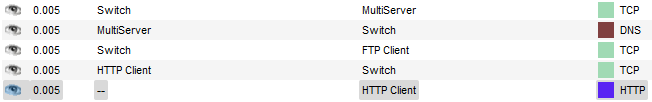 0.005 Switch MultiServer TCP
0.005 MultiServer Switch DNS
0.005 Switch FTP Client TCP
0.005 HTTP Client Switch TCP
0.005 -- HTTP Client HTTP